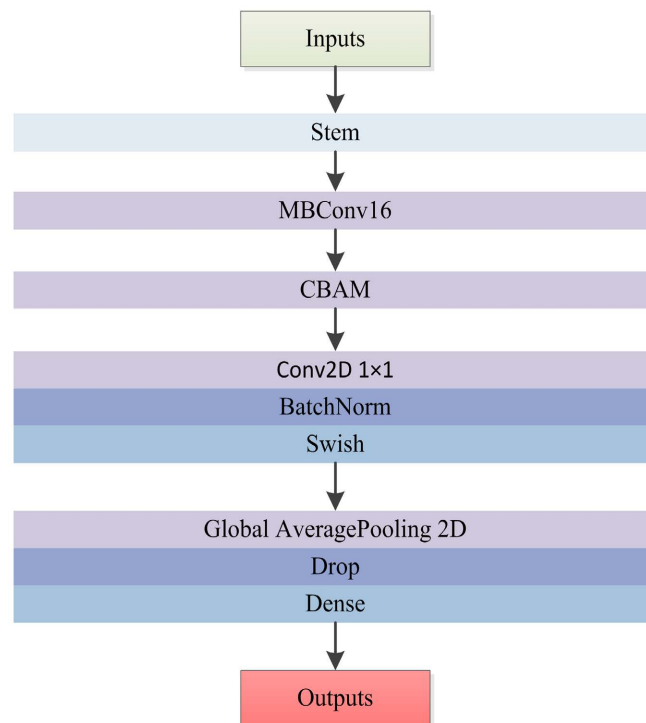 Inputs
Stem
MBConv16
CBAM
Conv2D 1×1
BatchNorm
Swish
Global AveragePooling 2D
Drop
Dense
Outputs